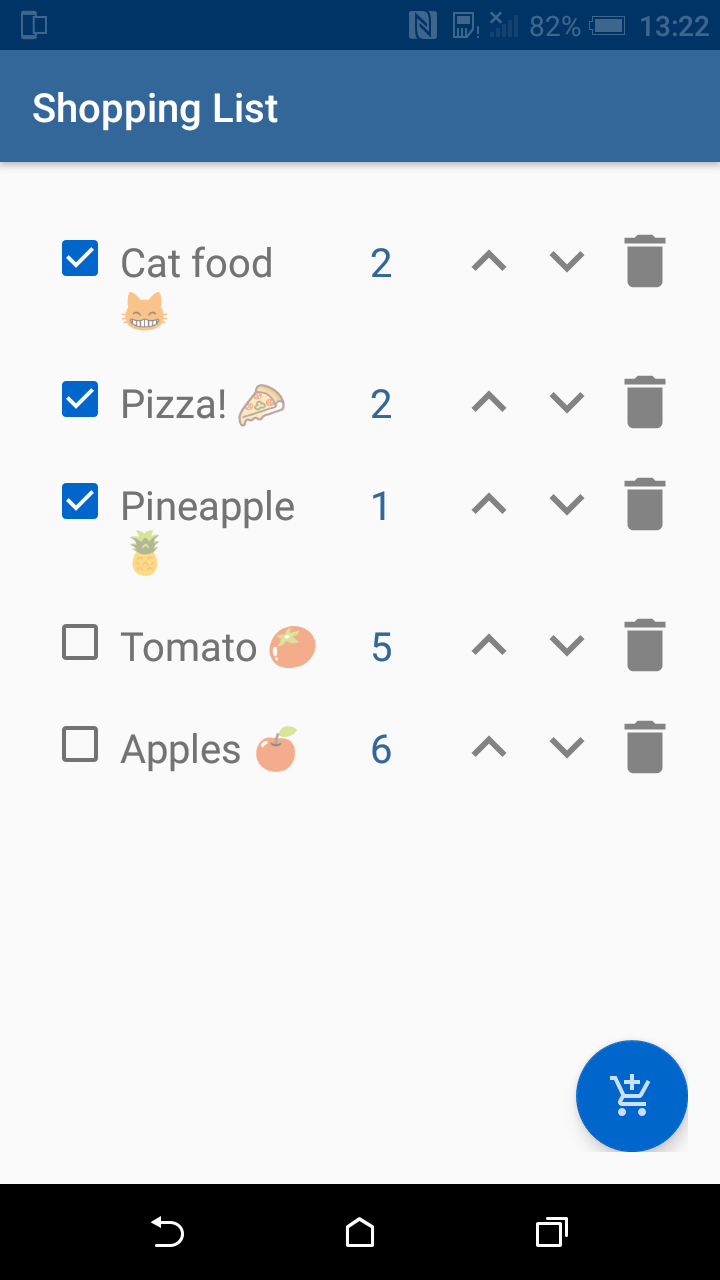 82% 13:22
Shopping List
Cat food 2
😸
Pizza! 🍕 2
Pineapple 1
🍍
Tomato 🍅 5
Apples 🍎 6